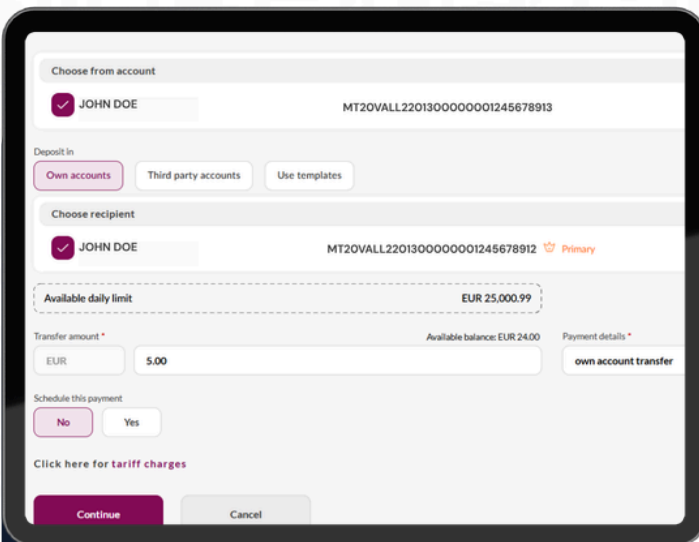 Choose from account
JOHN DOE MT20VALL22013000000001245678913
Deposit in
Own accounts Third party accounts Use templates
Choose recipient
JOHN DOE MT20VALL22013000000001245678912 Primary
Available daily limit EUR 25,000.99
Transfer amount * Available balance: EUR 24.00 Payment details *
EUR 5.00 own account transfer
Schedule this payment
No Yes
Click here for tariff charges
Continue Cancel